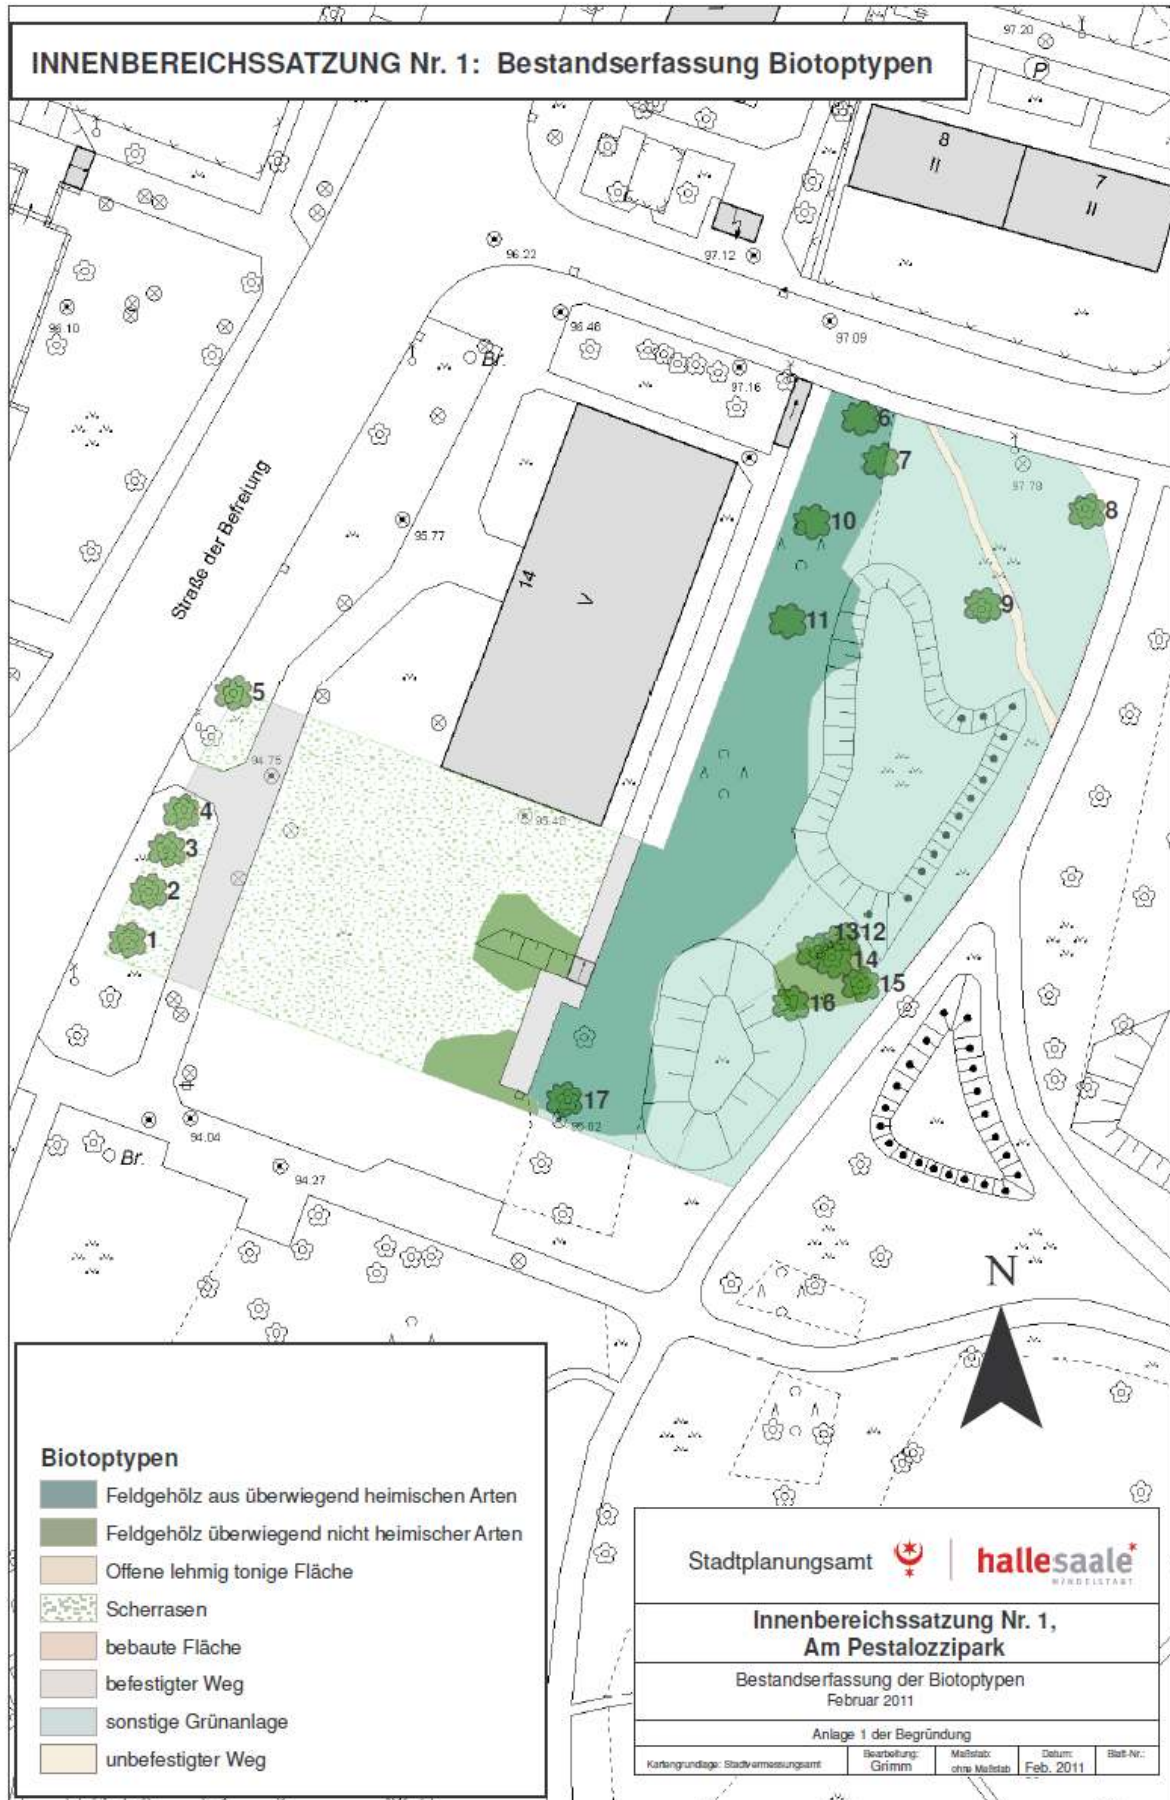 INNENBEREICHSSATZUNG Nr. 1: Bestandserfassung Biotoptypen
97.20
P
8
II
7
II
96.22
97.12
96.10
96.46
97.09
Br.
97.16
6
7
97.78
8
10
Straße der Befreiung
95.77
14
V
11
9
5
94.75
4
3
2
1
1312
14
15
16
17
95.02
94.04
Br.
94.27
N
Biotoptypen
Feldgehölz aus überwiegend heimischen Arten
Feldgehölz überwiegend nicht heimischer Arten
Offene lehmig tonige Fläche
Scherrasen
bebaute Fläche
befestigter Weg
sonstige Grünanlage
unbefestigter Weg
Stadtplanungsamt
hallesaale*
HÄNDELSTADT
Innenbereichssatzung Nr. 1,
Am Pestalozzipark
Bestandserfassung der Biotoptypen
Februar 2011
Anlage 1 der Begründung
Kartengrundlage: Stadtvermessungsamt
Bearbeitung:
Grimm
Maßstab:
ohne Maßstab
Datum:
Feb. 2011
Blatt-Nr.: